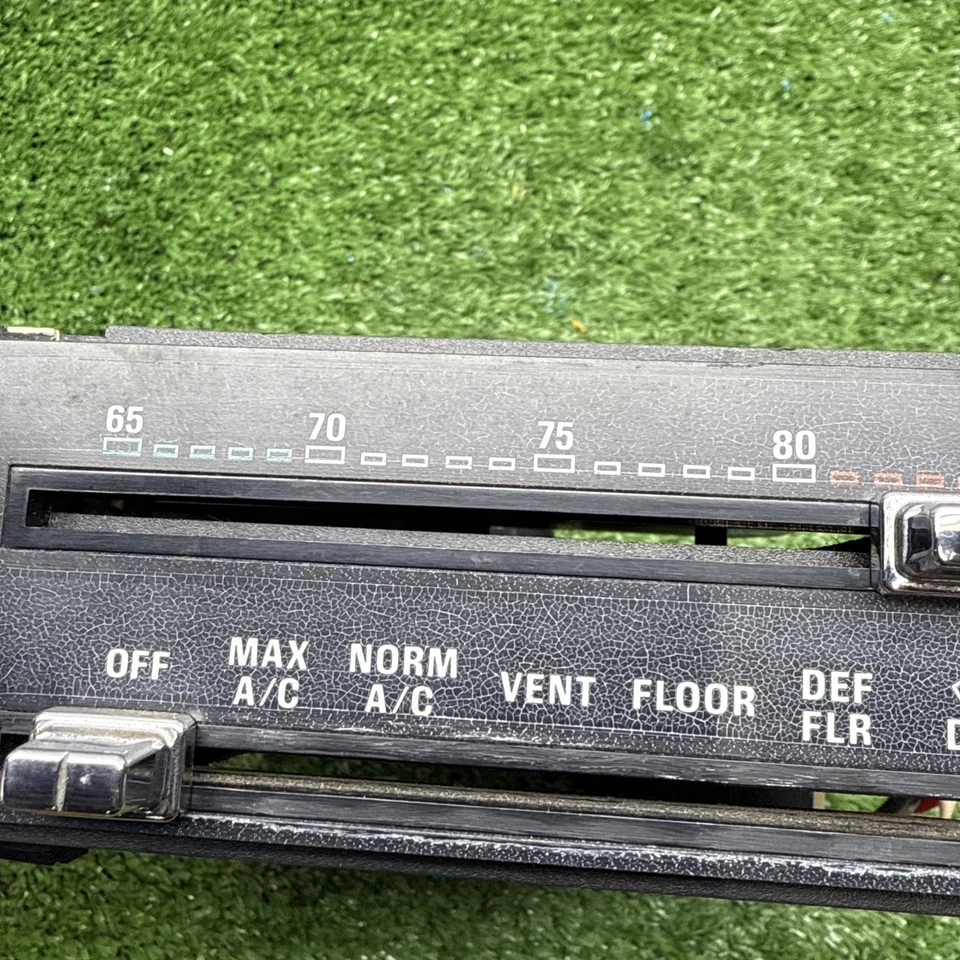 65 70 75 80
OFF MAX A/C NORM A/C VENT FLOOR DEF FLR